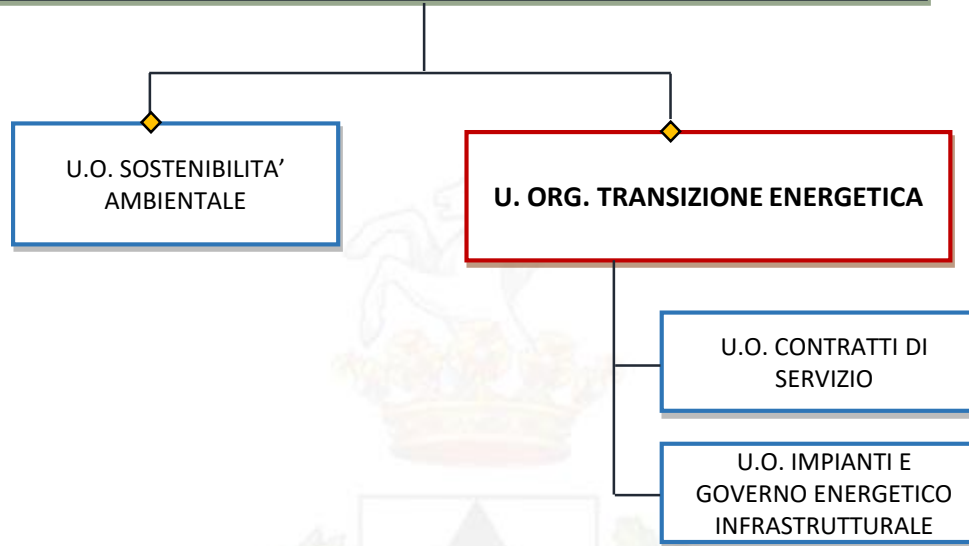 U.O. SOSTENIBILITA’
AMBIENTALE
U. ORG. TRANSIZIONE ENERGETICA
U.O. CONTRATTI DI
SERVIZIO
U.O. IMPIANTI E
GOVERNO ENERGETICO
INFRASTRUTTURALE